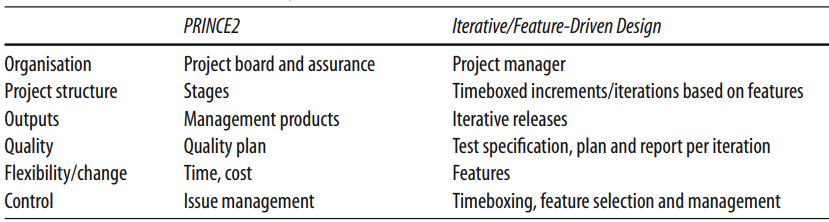 PRINCE2 Iterative/Feature-Driven Design
Organisation Project board and assurance Project manager
Project structure Stages Timeboxed increments/iterations based on features
Outputs Management products Iterative releases
Quality Quality plan Test specification, plan and report per iteration
Flexibility/change Time, cost Features
Control Issue management Timeboxing, feature selection and management